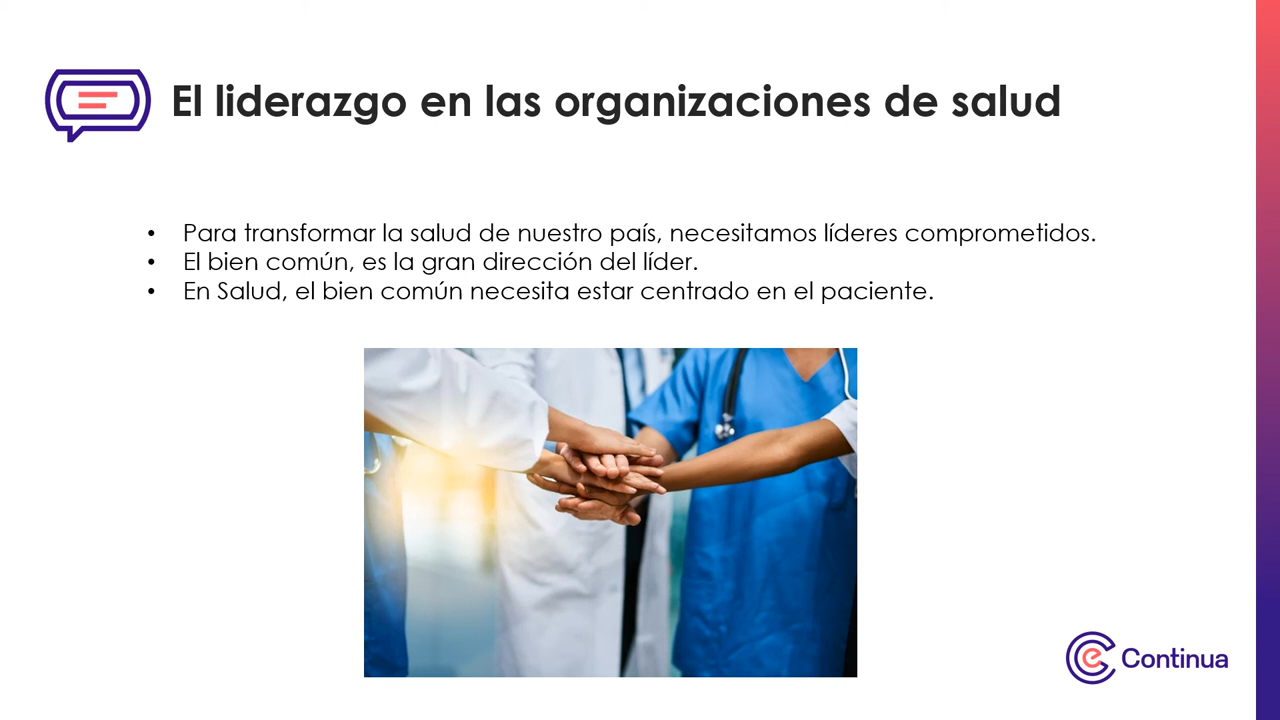 El liderazgo en las organizaciones de salud
• Para transformar la salud de nuestro país, necesitamos líderes comprometidos.
• El bien común, es la gran dirección del líder.
• En Salud, el bien común necesita estar centrado en el paciente.
Continua